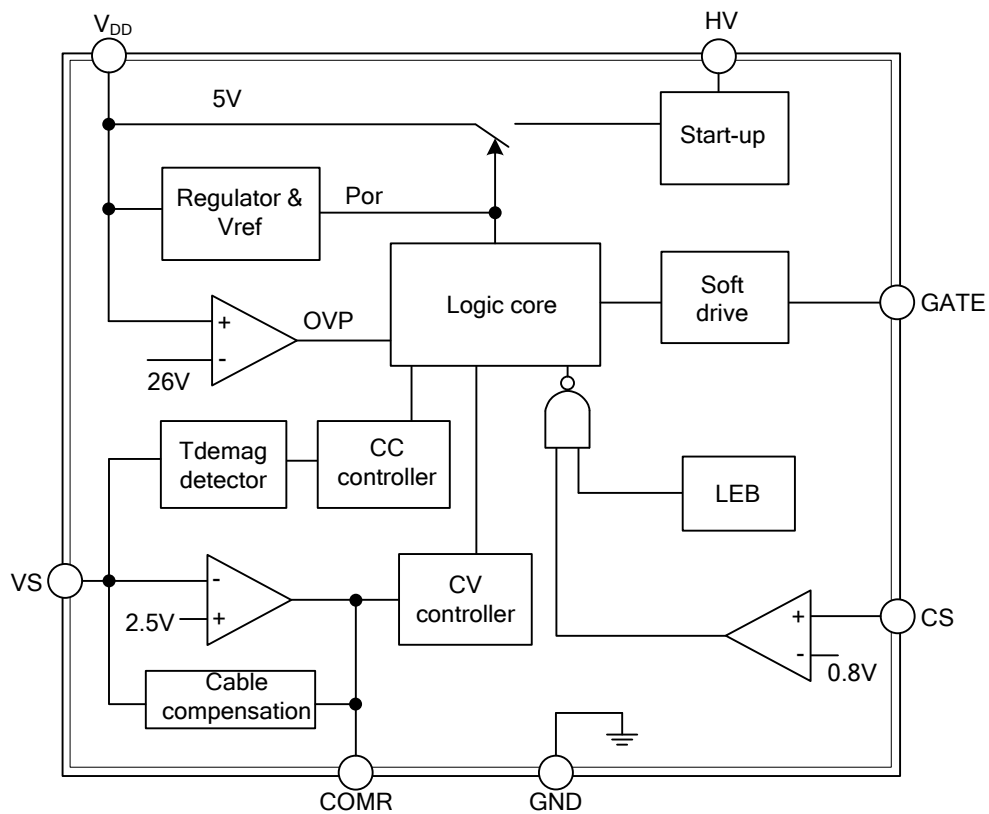 VDD
HV
5V
Start-up
Regulator &
Vref
Por
Logic core
Soft
drive
GATE
+
-
OVP
26V
Tdemag
detector
CC
controller
LEB
VS
-
+
2.5V
CV
controller
+
-
CS
0.8V
Cable
compensation
COMR
GND